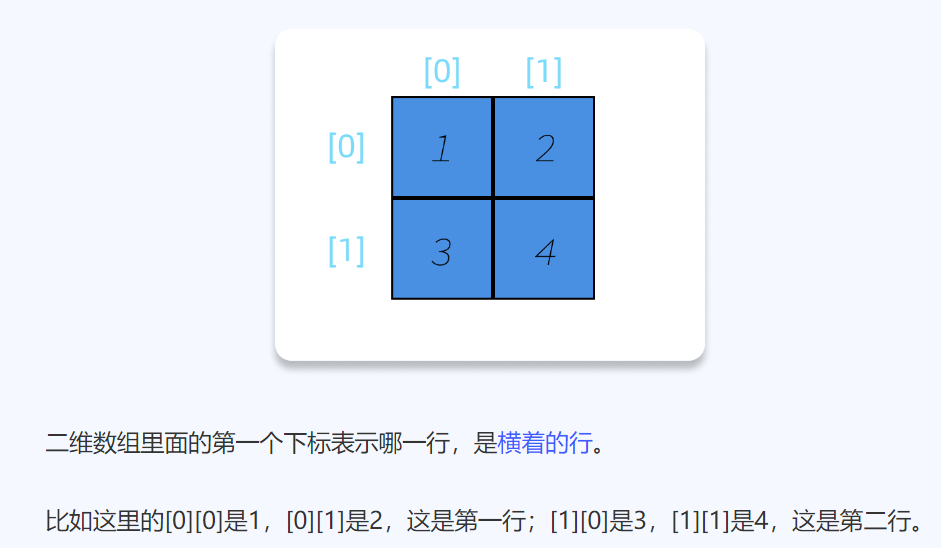 [0] [1]
[0] 1 2
[1] 3 4
二维数组里面的第一个下标表示哪一行，是横着的行。
比如这里的[0][0]是1，[0][1]是2，这是第一行；[1][0]是3，[1][1]是4，这是第二行。